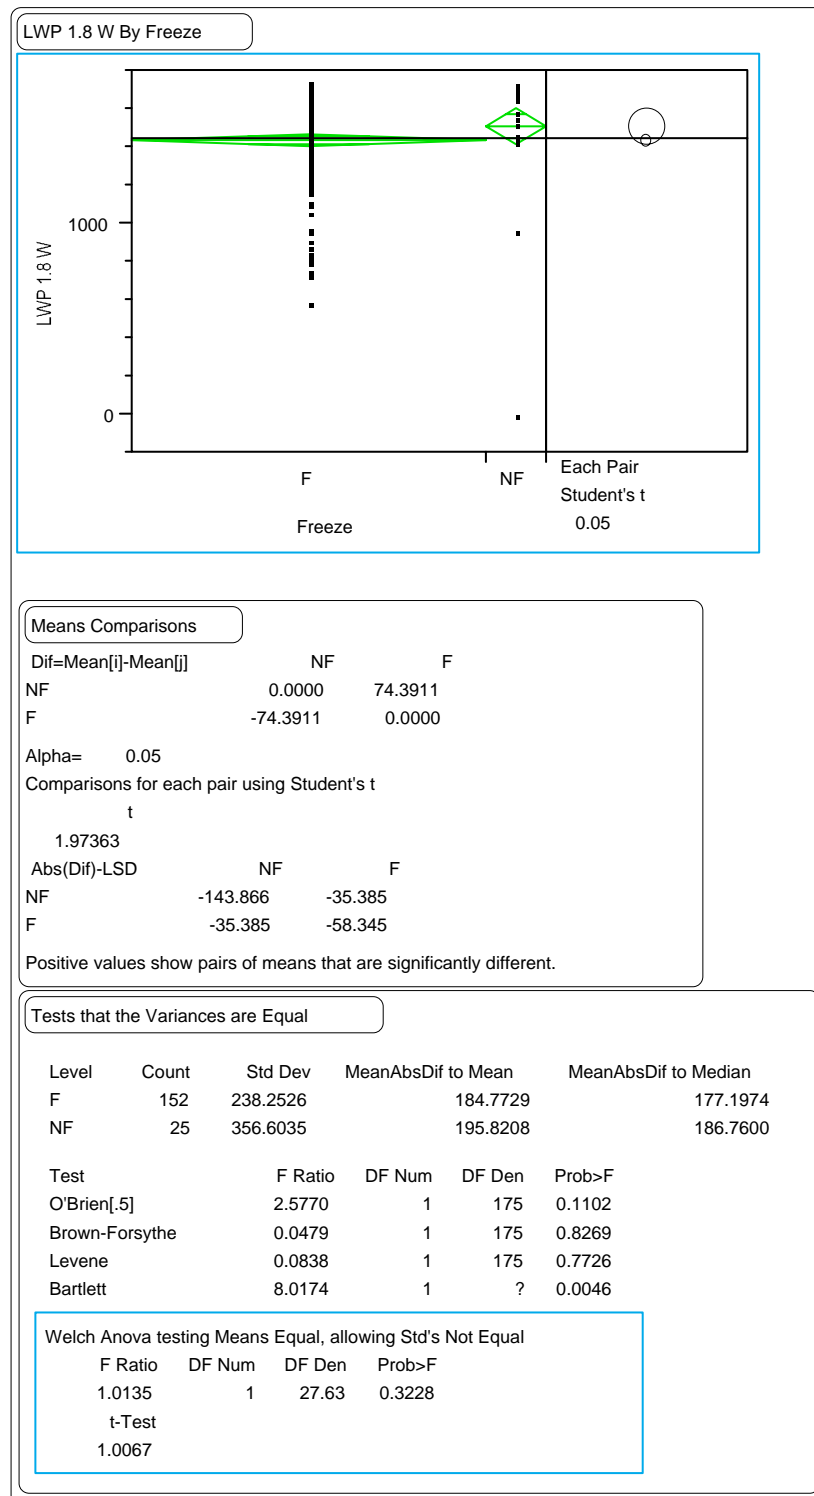 LWP 1.8 W By Freeze
LWP 1.8 W
1000
0
F NF
Freeze
Each Pair
Student's t
0.05
Means Comparisons
Dif=Mean[i]-Mean[j] NF F
NF 0.0000 74.3911
F -74.3911 0.0000
Alpha= 0.05
Comparisons for each pair using Student's t
t
1.97363
Abs(Dif)-LSD NF F
NF -143.866 -35.385
F -35.385 -58.345
Positive values show pairs of means that are significantly different.
Tests that the Variances are Equal
Level Count Std Dev MeanAbsDif to Mean MeanAbsDif to Median
F 152 238.2526 184.7729 177.1974
NF 25 356.6035 195.8208 186.7600
Test F Ratio DF Num DF Den Prob>F
O'Brien[.5] 2.5770 1 175 0.1102
Brown-Forsythe 0.0479 1 175 0.8269
Levene 0.0838 1 175 0.7726
Bartlett 8.0174 1 ? 0.0046
Welch Anova testing Means Equal, allowing Std's Not Equal
F Ratio DF Num DF Den Prob>F
1.0135 1 27.63 0.3228
t-Test
1.0067